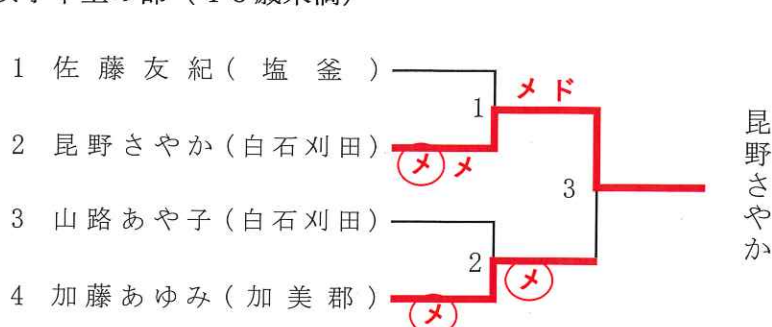 1 佐藤友紀(塩釜)
メド
1
2 昆野さやか(白石刈田)
メメ
3
昆野さやか
3 山路あや子(白石刈田)
2
メ
4 加藤あゆみ(加美郡)
メ